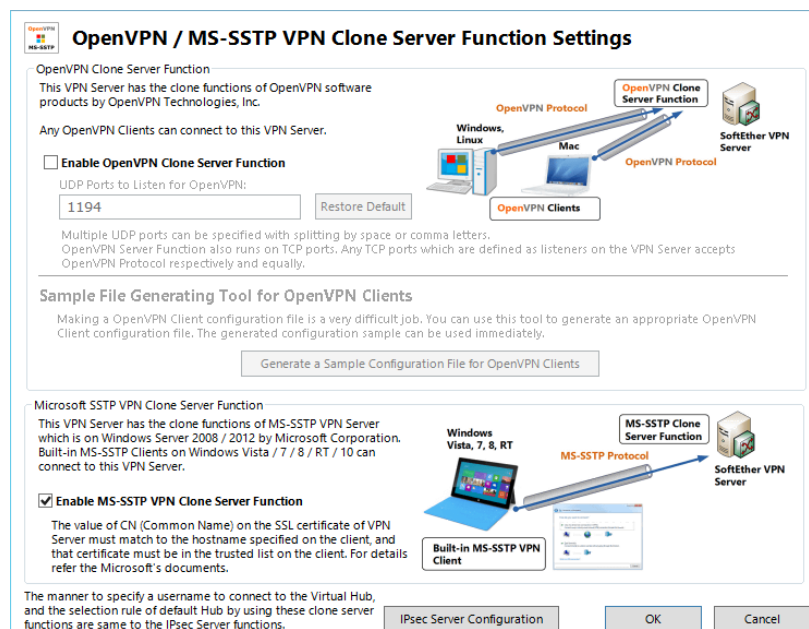 OpenVPN
MS-SSTP
OpenVPN / MS-SSTP VPN Clone Server Function Settings
OpenVPN Clone Server Function
This VPN Server has the clone functions of OpenVPN software
products by OpenVPN Technologies, Inc.
Any OpenVPN Clients can connect to this VPN Server.
OpenVPN Clone
Server Function
OpenVPN Protocol
Windows,
Linux
Mac
SoftEther VPN
Server
OpenVPN Protocol
OpenVPN Clients
Enable OpenVPN Clone Server Function
UDP Ports to Listen for OpenVPN:
1194
Restore Default
Multiple UDP ports can be specified with splitting by space or comma letters.
OpenVPN Server Function also runs on TCP ports. Any TCP ports which are defined as listeners on the VPN Server accepts
OpenVPN Protocol respectively and equally.
Sample File Generating Tool for OpenVPN Clients
Making a OpenVPN Client configuration file is a very difficult job. You can use this tool to generate an appropriate OpenVPN
Client configuration file. The generated configuration sample can be used immediately.
Generate a Sample Configuration File for OpenVPN Clients
Microsoft SSTP VPN Clone Server Function
This VPN Server has the clone functions of MS-SSTP VPN Server
which is on Windows Server 2008 / 2012 by Microsoft Corporation.
Built-in MS-SSTP Clients on Windows Vista / 7 / 8 / RT / 10 can
connect to this VPN Server.
Windows
Vista, 7, 8, RT
MS-SSTP Clone
Server Function
MS-SSTP Protocol
SoftEther VPN
Server
Built-in MS-SSTP VPN
Client
Enable MS-SSTP VPN Clone Server Function
The value of CN (Common Name) on the SSL certificate of VPN
Server must match to the hostname specified on the client, and
that certificate must be in the trusted list on the client. For details
refer the Microsoft's documents.
The manner to specify a username to connect to the Virtual Hub,
and the selection rule of default Hub by using these clone server
functions are same to the IPsec Server functions.
IPsec Server Configuration
OK
Cancel